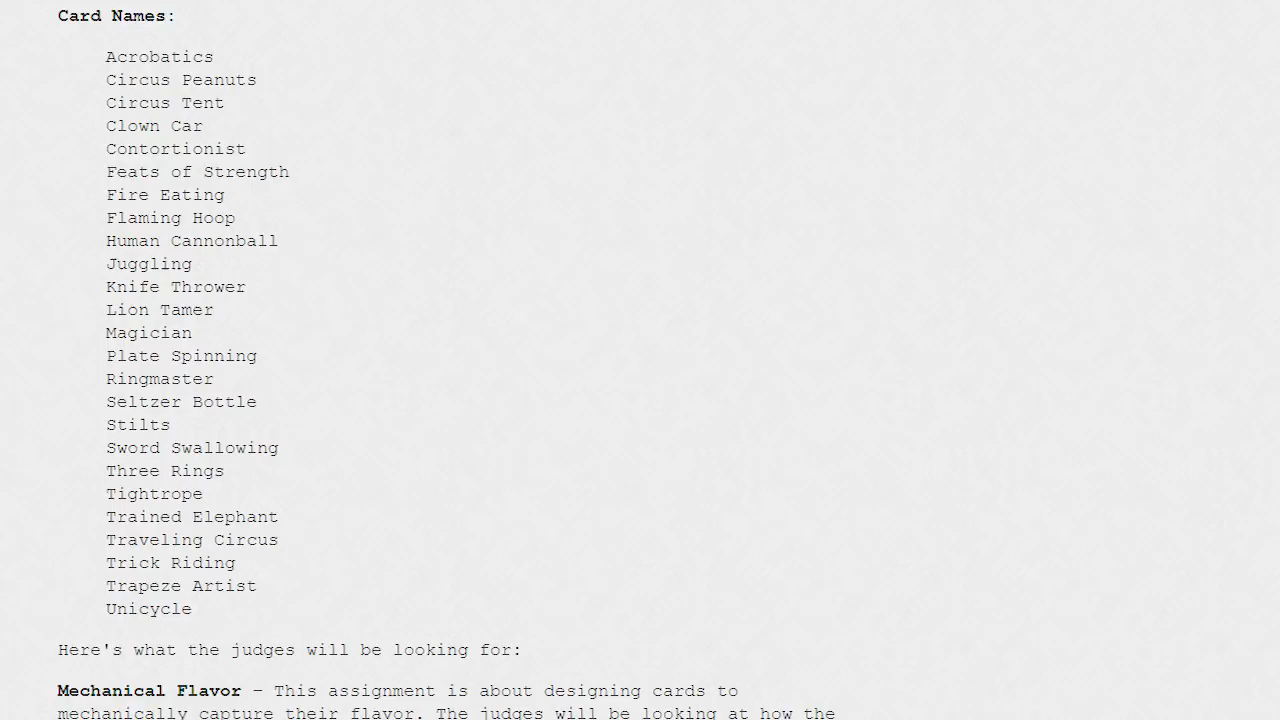 Card Names:
Acrobatics
Circus Peanuts
Circus Tent
Clown Car
Contortionist
Feats of Strength
Fire Eating
Flaming Hoop
Human Cannonball
Juggling
Knife Thrower
Lion Tamer
Magician
Plate Spinning
Ringmaster
Seltzer Bottle
Stilts
Sword Swallowing
Three Rings
Tightrope
Trained Elephant
Traveling Circus
Trick Riding
Trapeze Artist
Unicycle
Here's what the judges will be looking for:
Mechanical Flavor – This assignment is about designing cards to
mechanically capture their flavor. The judges will be looking at how the